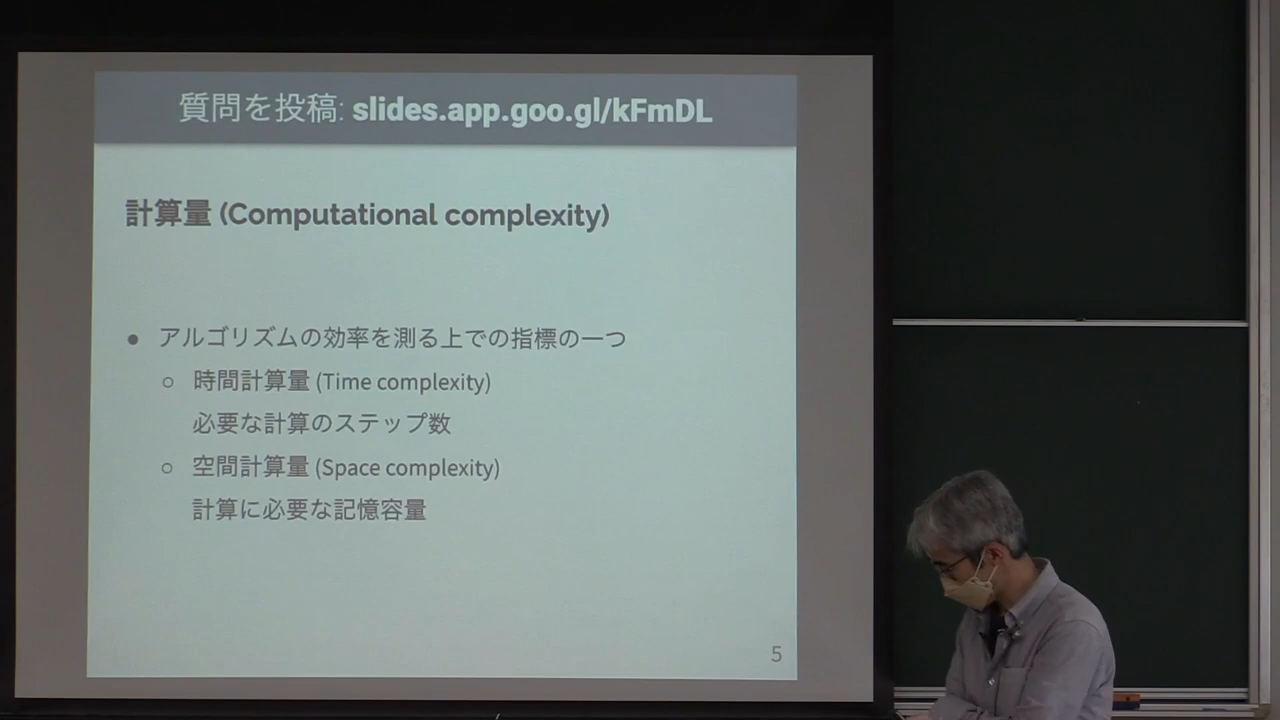 質問を投稿: slides.app.goo.gl/kFmDL
計算量 (Computational complexity)
● アルゴリズムの効率を測る上での指標の一つ
○ 時間計算量 (Time complexity)
必要な計算のステップ数
○ 空間計算量 (Space complexity)
計算に必要な記憶容量
5